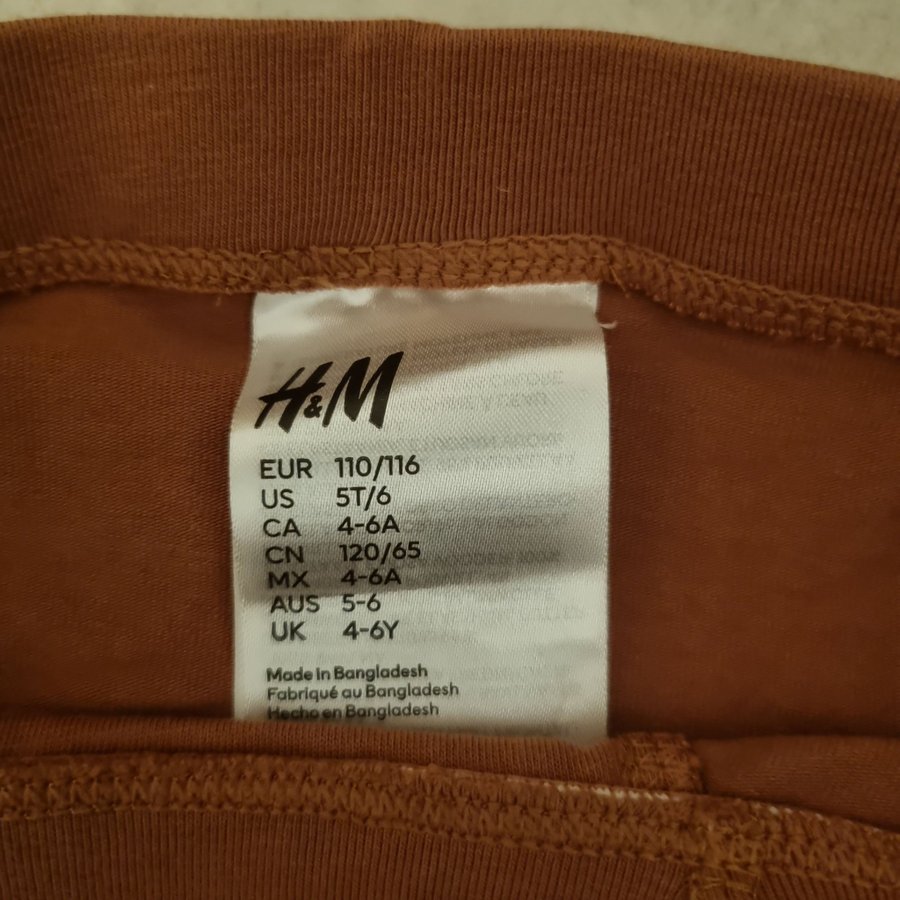 H&M
EUR 110/116
US 5T/6
CA 4-6A
CN 120/65
MX 4-6A
AUS 5-6
UK 4-6Y
Made in Bangladesh
Fabriqué au Bangladesh
Hecho en Bangladesh